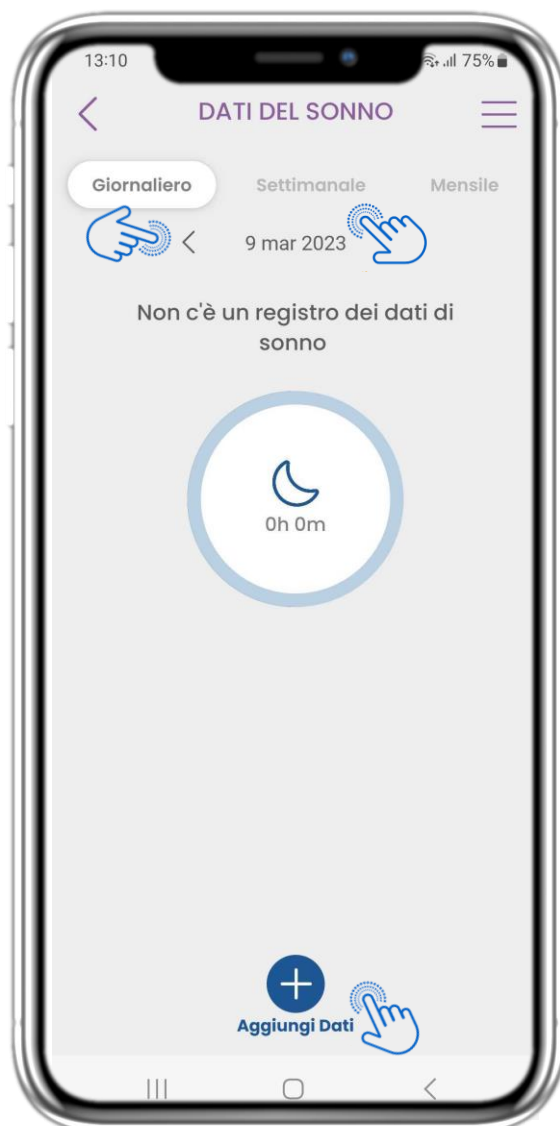 13:10 75%
DATI DEL SONNO
Giornaliero Settimanale Mensile
9 mar 2023
Non c'è un registro dei dati di
sonno
0h 0m
Aggiungi Dati